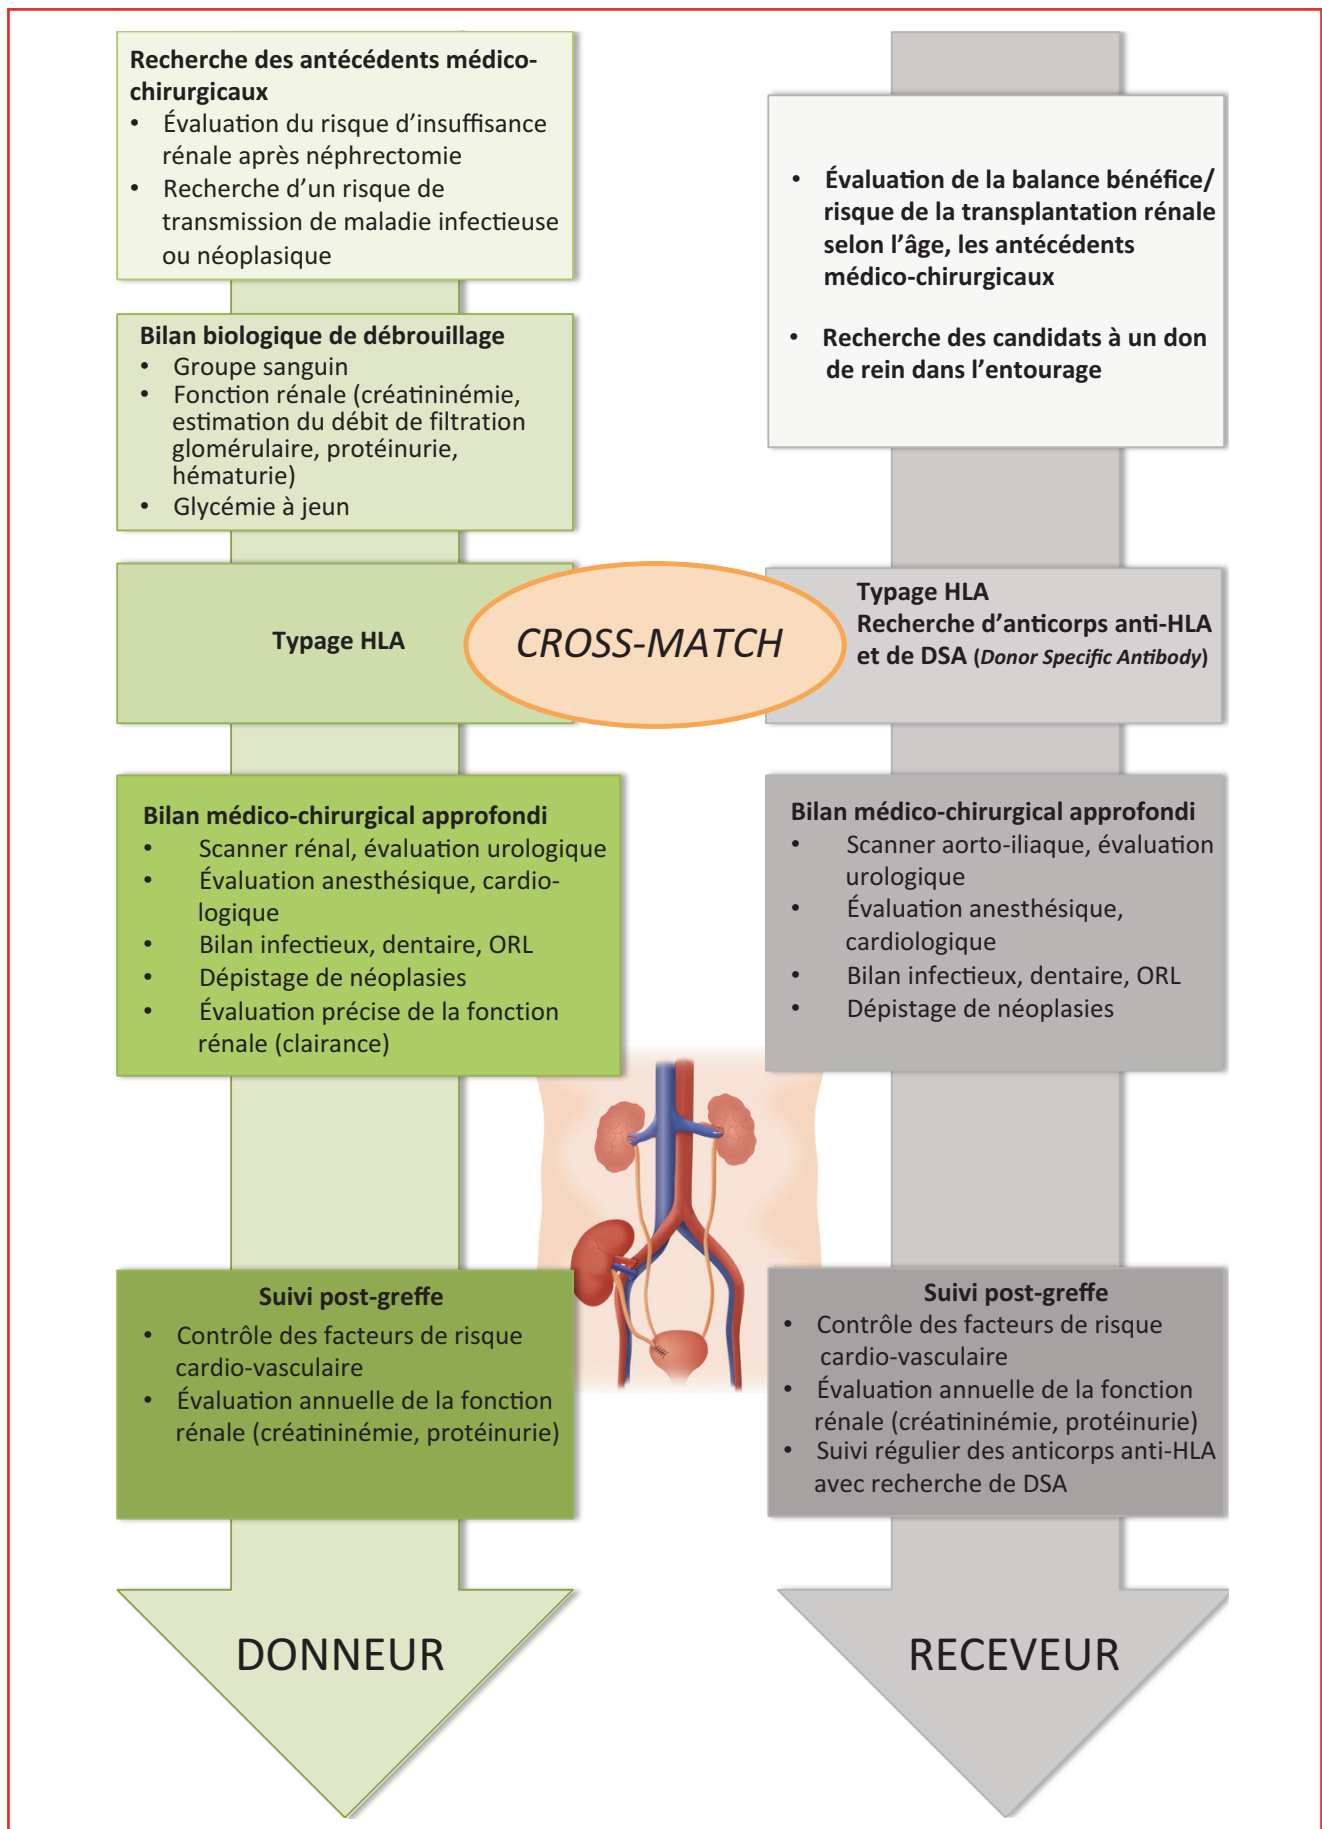 Recherche des antécédents médico-
chirurgicaux
• Évaluation du risque d’insuffisance
rénale après néphrectomie
• Recherche d’un risque de
transmission de maladie infectieuse
ou néoplasique
Bilan biologique de débrouillage
• Groupe sanguin
• Fonction rénale (créatininémie,
estimation du débit de filtration
glomérulaire, protéinurie,
hématurie)
• Glycémie à jeun
Typage HLA
CROSS-MATCH
Bilan médico-chirurgical approfondi
• Scanner rénal, évaluation urologique
• Évaluation anesthésique, cardio-
logique
• Bilan infectieux, dentaire, ORL
• Dépistage de néoplasies
• Évaluation précise de la fonction
rénale (clairance)
Suivi post-greffe
• Contrôle des facteurs de risque
cardio-vasculaire
• Évaluation annuelle de la fonction
rénale (créatininémie, protéinurie)
DONNEUR
• Évaluation de la balance bénéfice/
risque de la transplantation rénale
selon l’âge, les antécédents
médico-chirurgicaux
• Recherche des candidats à un don
de rein dans l’entourage
Typage HLA
Recherche d’anticorps anti-HLA
et de DSA (Donor Specific Antibody)
Bilan médico-chirurgical approfondi
• Scanner aorto-iliaque, évaluation
urologique
• Évaluation anesthésique,
cardiologique
• Bilan infectieux, dentaire, ORL
• Dépistage de néoplasies
Suivi post-greffe
• Contrôle des facteurs de risque
cardio-vasculaire
• Évaluation annuelle de la fonction
rénale (créatininémie, protéinurie)
• Suivi régulier des anticorps anti-HLA
avec recherche de DSA
RECEVEUR